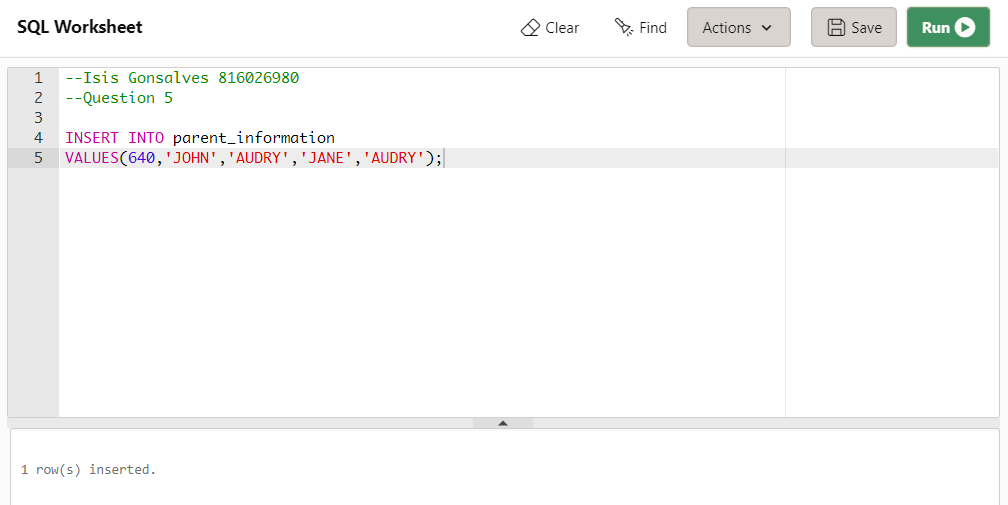 SQL Worksheet
Clear
Find
Actions
Save
Run
1 --Isis Gonsalves 816026980
2 --Question 5
3
4 INSERT INTO parent_information
5 VALUES(640,'JOHN','AUDRY','JANE','AUDRY');
1 row(s) inserted.